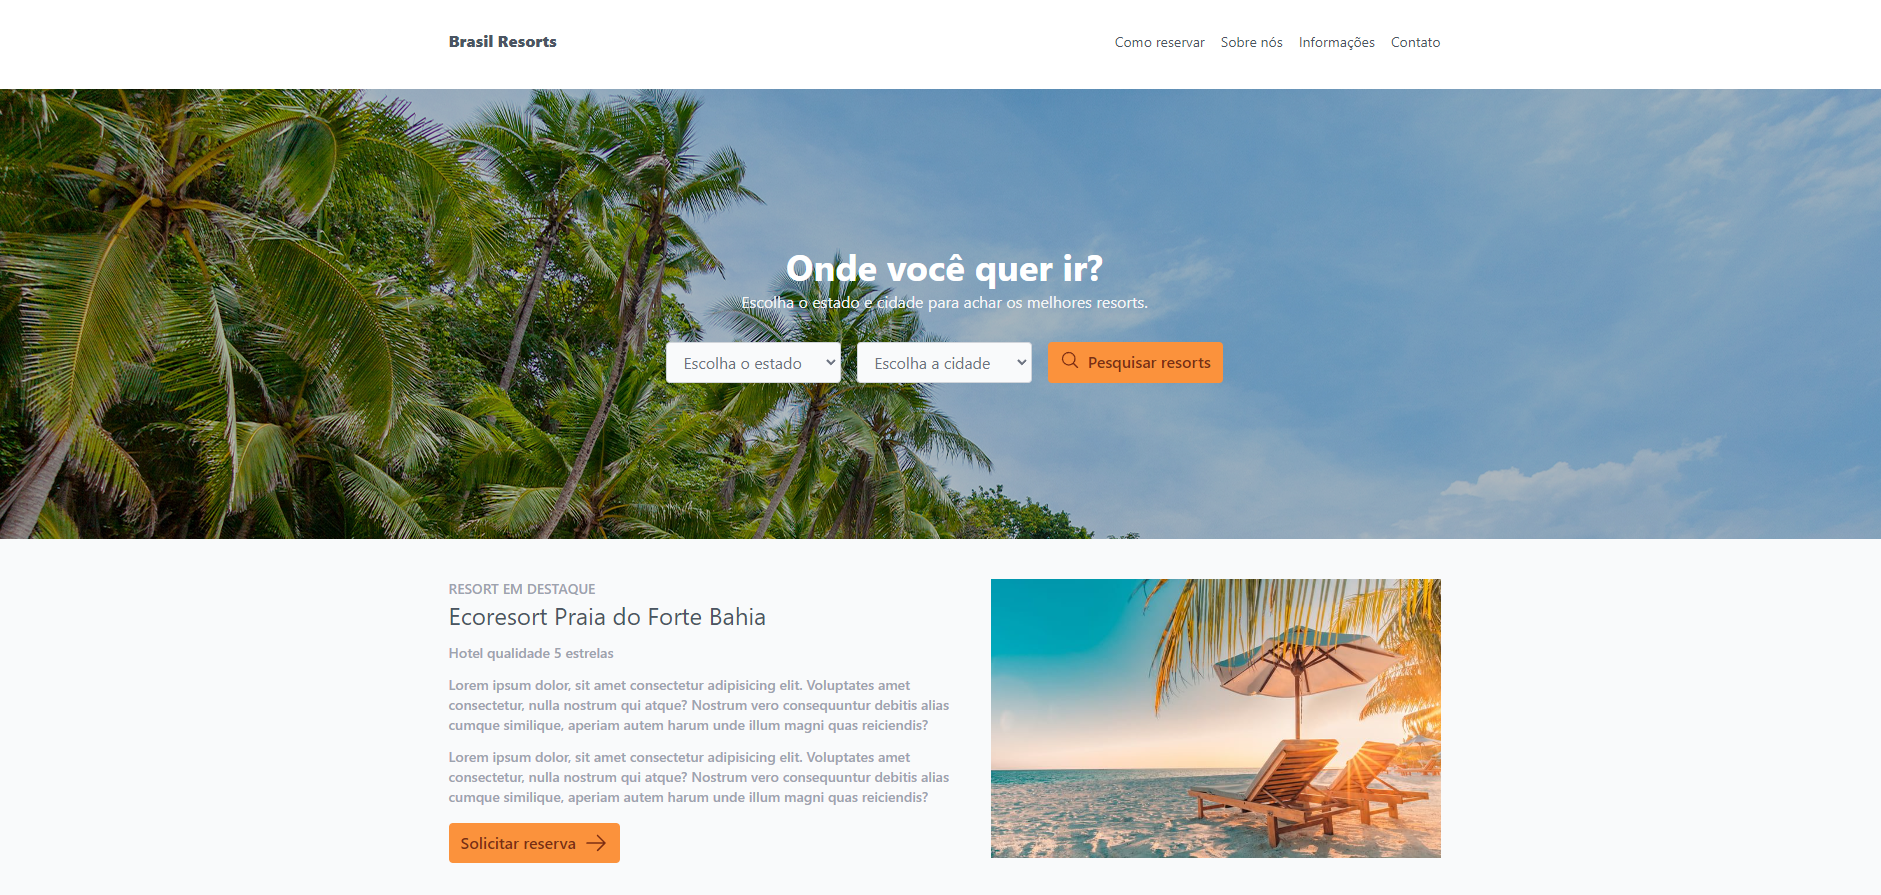 Brasil Resorts
Como reservar Sobre nós Informações Contato
Onde você quer ir?
Escolha o estado e cidade para achar os melhores resorts.
Escolha o estado Escolha a cidade Pesquisar resorts
RESORT EM DESTAQUE
Ecoresort Praia do Forte Bahia
Hotel qualidade 5 estrelas
Lorem ipsum dolor, sit amet consectetur adipisicing elit. Voluptates amet
consectetur, nulla nostrum qui atque? Nostrum vero consequuntur debitis alias
cumque similique, aperiam autem harum unde illum magni quas reiciendis?
Lorem ipsum dolor, sit amet consectetur adipisicing elit. Voluptates amet
consectetur, nulla nostrum qui atque? Nostrum vero consequuntur debitis alias
cumque similique, aperiam autem harum unde illum magni quas reiciendis?
Solicitar reserva